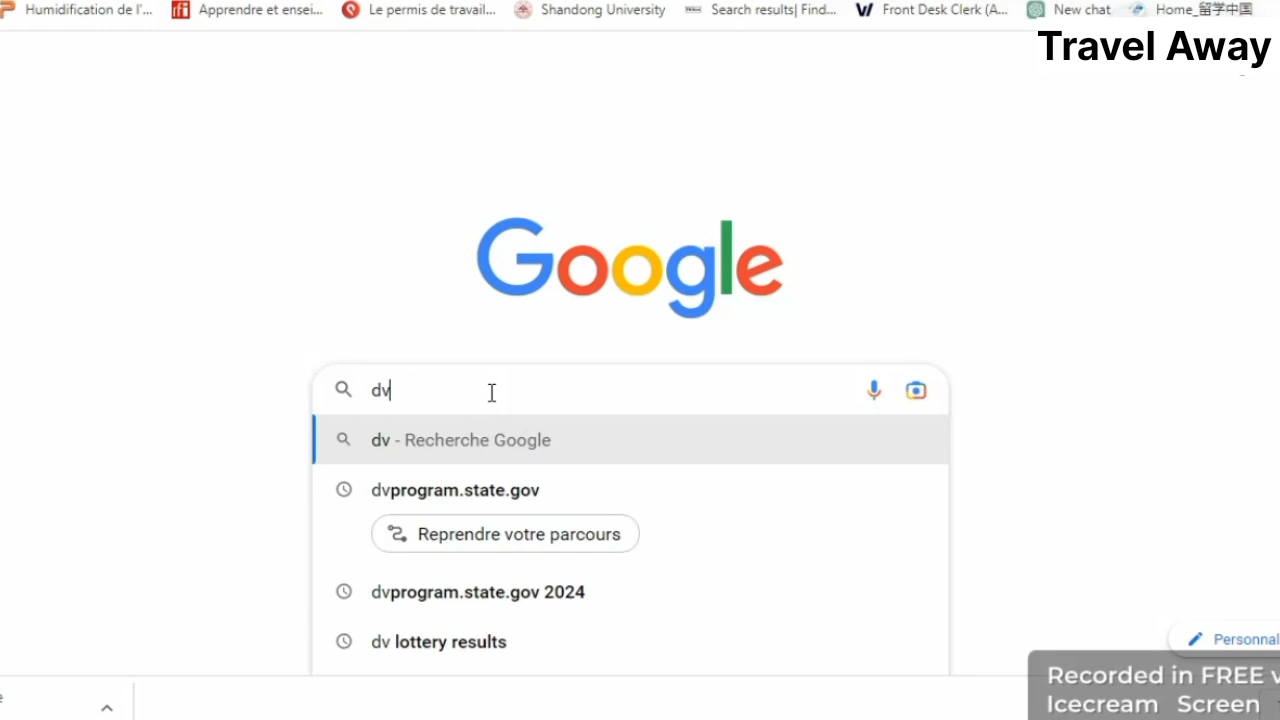 Humidification de l'...
Apprendre et ensei...
Le permis de travail...
Shandong University
Search results| Find...
Front Desk Clerk (A...
New chat
Home_留学中国
Travel Away
Google
dv
dv - Recherche Google
dvprogram.state.gov
Reprendre votre parcours
dvprogram.state.gov 2024
dv lottery results
Personnal
Recorded in FREE v
Icecream Screen